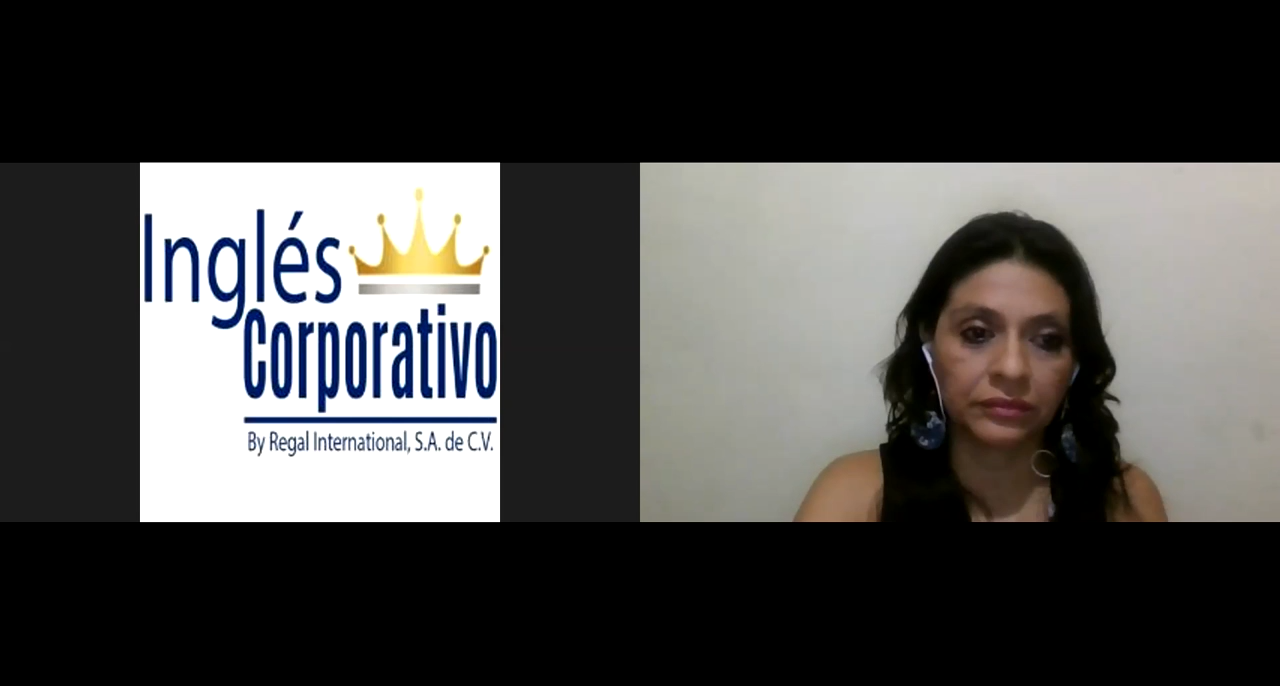 Inglés
Corporativo
By Regal International, S.A. de C.V.